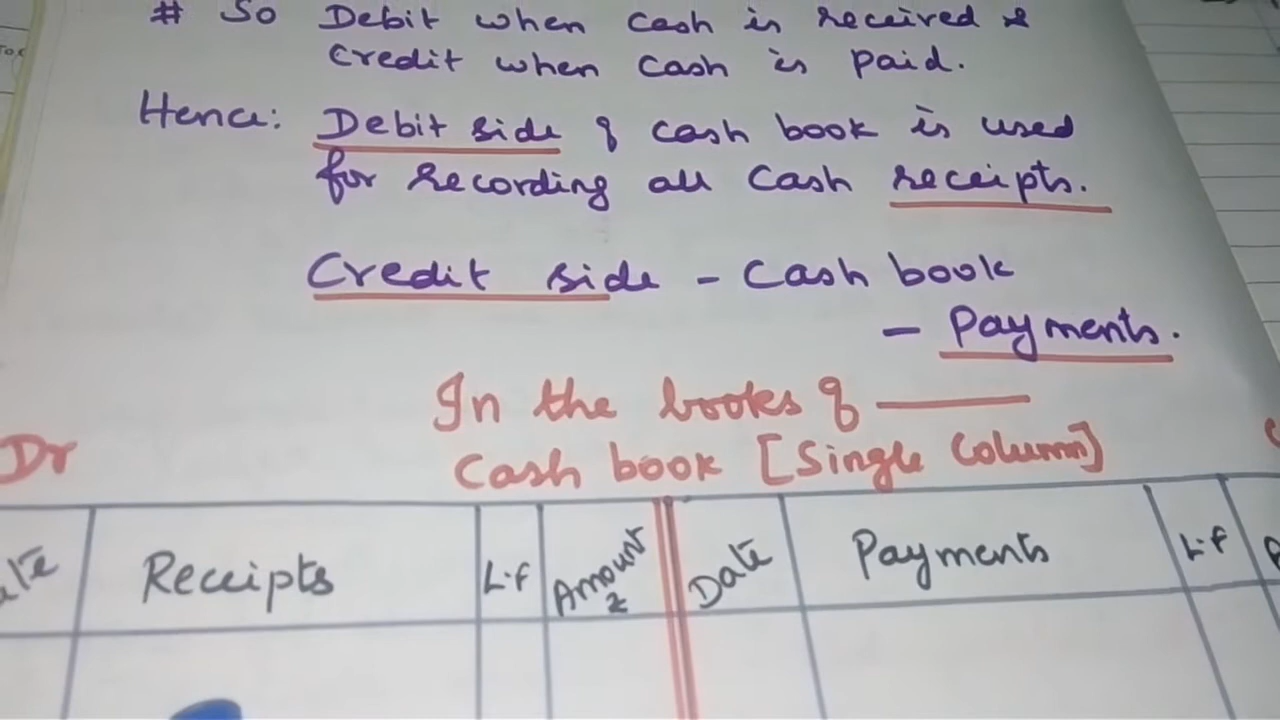 # So Debit when cash is received &
Credit when cash is paid.
Hence: Debit side of cash book is used
for recording all cash receipts.
Credit side - Cash book
- Payments.
In the books of ———
Dr
Cash book [Single Column]
Receipts L.f Amount ₹ Date Payments L.f